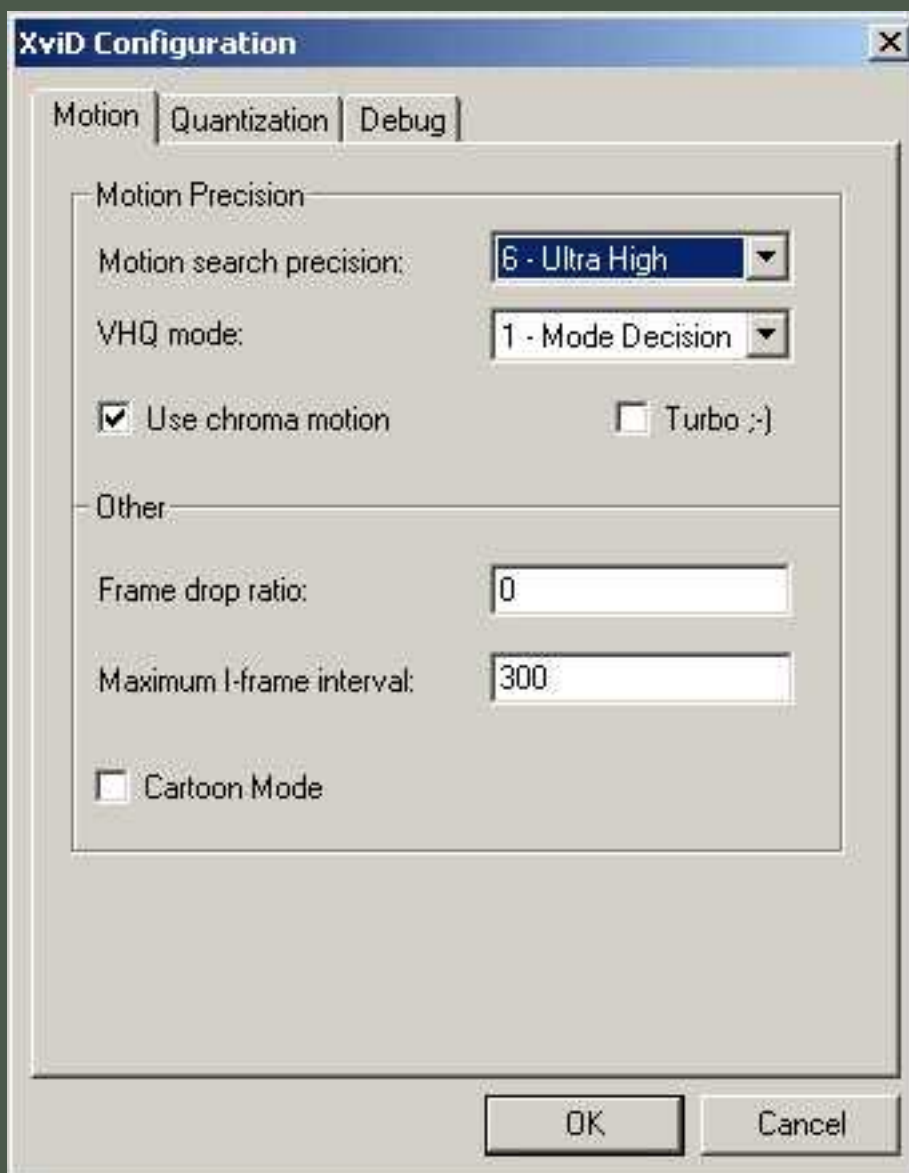 XviD Configuration
Motion Quantization Debug
Motion Precision
Motion search precision: 6 - Ultra High
VHQ mode: 1 - Mode Decision
Use chroma motion Turbo ;-)
Other
Frame drop ratio: 0
Maximum I-frame interval: 300
Cartoon Mode
OK Cancel